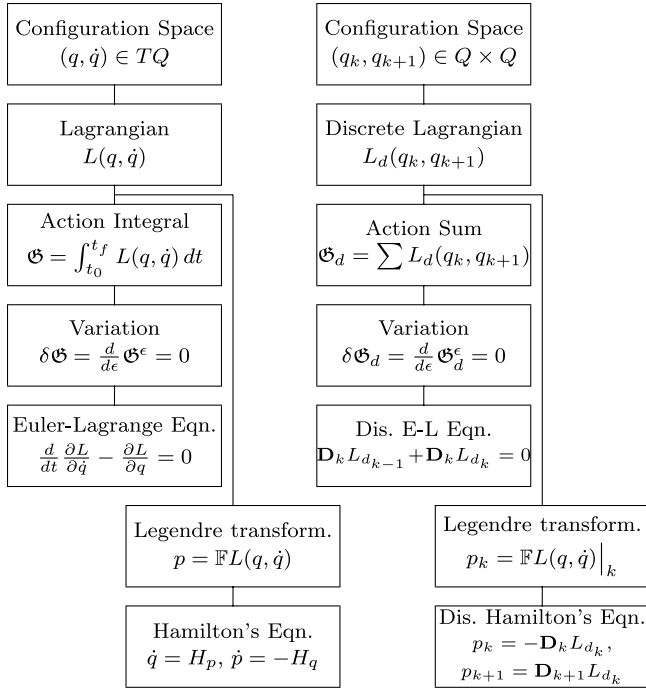 Configuration Space
(q, q̇) ∈ TQ
Lagrangian
L(q, q̇)
Action Integral
𝕲 = ∫_{t_0}^{t_f} L(q, q̇) dt
Variation
δ𝕲 = d/dϵ 𝕲^ϵ = 0
Euler-Lagrange Eqn.
d/dt ∂L/∂q̇ − ∂L/∂q = 0
Legendre transform.
p = 𝔽L(q, q̇)
Hamilton's Eqn.
q̇ = H_p, ṗ = −H_q
Configuration Space
(q_k, q_{k+1}) ∈ Q × Q
Discrete Lagrangian
L_d(q_k, q_{k+1})
Action Sum
𝕲_d = ∑ L_d(q_k, q_{k+1})
Variation
δ𝕲_d = d/dϵ 𝕲_d^ϵ = 0
Dis. E-L Eqn.
𝐃_k L_{d_{k−1}} + 𝐃_k L_{d_k} = 0
Legendre transform.
p_k = 𝔽L(q, q̇)|_k
Dis. Hamilton's Eqn.
p_k = −𝐃_k L_{d_k},
p_{k+1} = 𝐃_{k+1} L_{d_k}